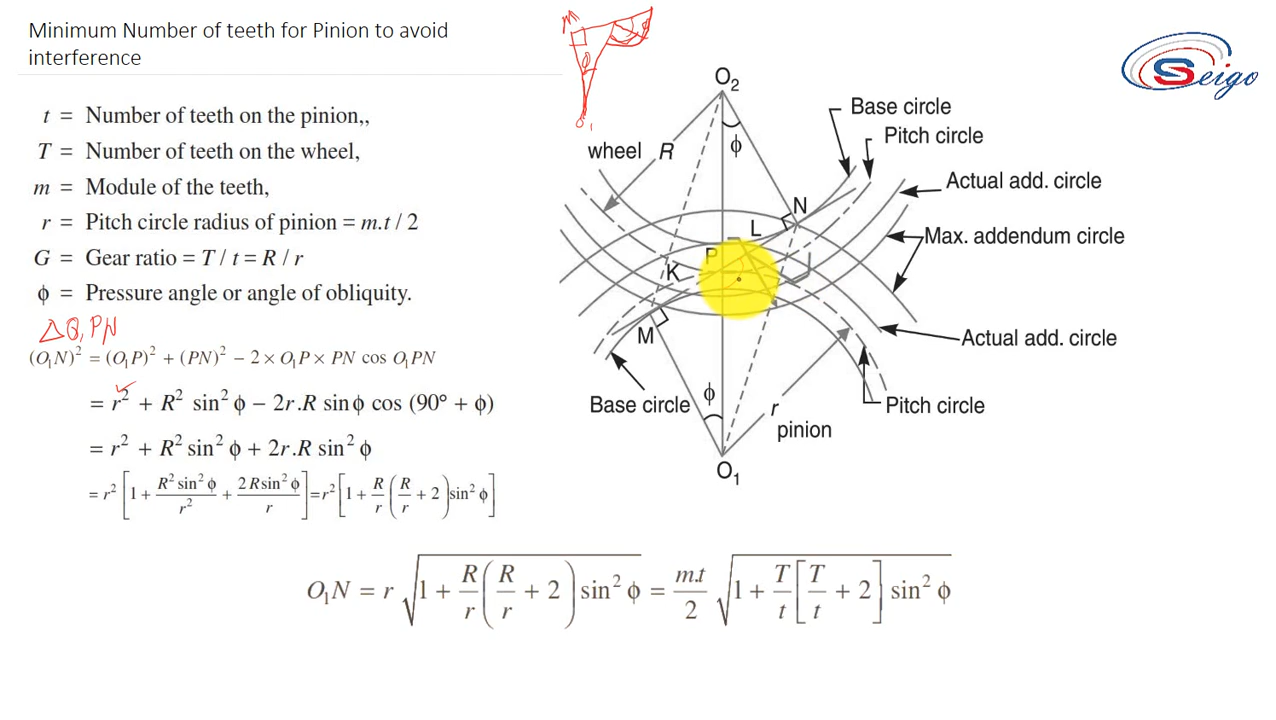 Minimum Number of teeth for Pinion to avoid
interference
t = Number of teeth on the pinion,,
T = Number of teeth on the wheel,
m = Module of the teeth,
r = Pitch circle radius of pinion = m.t / 2
G = Gear ratio = T / t = R / r
ϕ = Pressure angle or angle of obliquity.
(O₁N)² = (O₁P)² + (PN)² − 2 × O₁P × PN cos O₁PN
= r² + R² sin² ϕ − 2r.R sinϕ cos (90° + ϕ)
= r² + R² sin² ϕ + 2r.R sin² ϕ
= r² [1 + R² sin² ϕ / r² + 2 R sin² ϕ / r] = r² [1 + R/r (R/r + 2) sin² ϕ]
O₁N = r √(1 + R/r (R/r + 2) sin² ϕ) = m.t/2 √(1 + T/t [T/t + 2] sin² ϕ)
M
O₁
Seigo
O₂
Base circle
Pitch circle
wheel R
ϕ
Actual add. circle
N
L
Max. addendum circle
P
K
M
Actual add. circle
ϕ
Base circle
r
Pitch circle
pinion
O₁